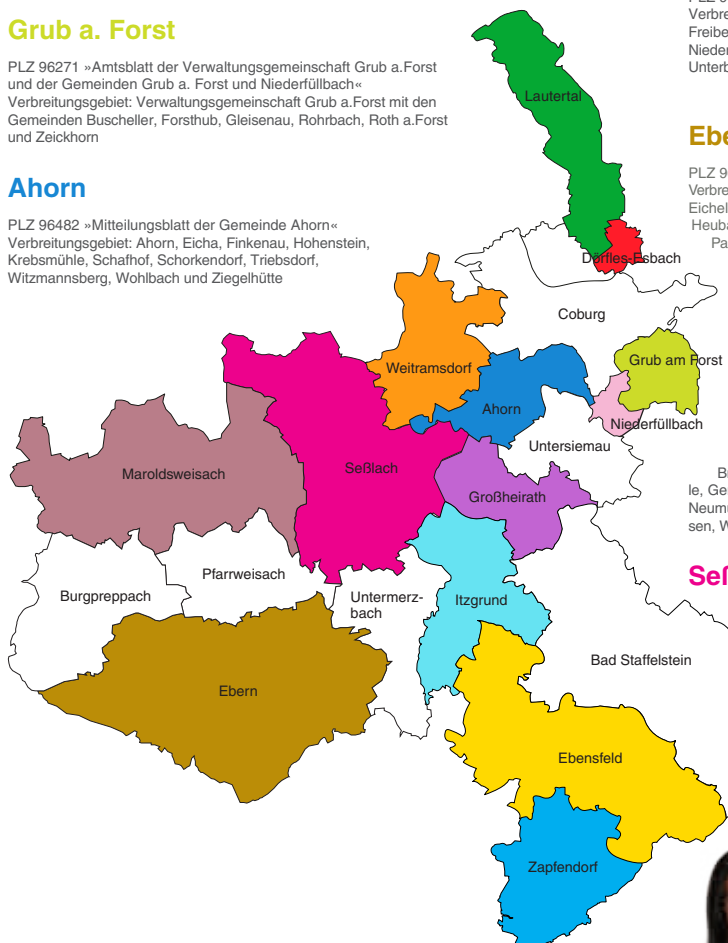 Grub a. Forst
PLZ 96271 »Amtsblatt der Verwaltungsgemeinschaft Grub a.Forst
und der Gemeinden Grub a. Forst und Niederfüllbach«
Verbreitungsgebiet: Verwaltungsgemeinschaft Grub a.Forst mit den
Gemeinden Buscheller, Forsthub, Gleisenau, Rohrbach, Roth a.Forst
und Zeickhorn
Ahorn
PLZ 96482 »Mitteilungsblatt der Gemeinde Ahorn«
Verbreitungsgebiet: Ahorn, Eicha, Finkenau, Hohenstein,
Krebsmühle, Schafhof, Schorkendorf, Triebsdorf,
Witzmannsberg, Wohlbach und Ziegelhütte
Lautertal
Dörfles-Esbach
Coburg
Weitramsdorf
Grub am Forst
Ahorn
Niederfüllbach
Untersiemau
Seßlach
Maroldsweisach
Großheirath
Pfarrweisach
Burgpreppach
Untermerz-
bach
Itzgrund
Bad Staffelstein
Ebern
Ebensfeld
Zapfendorf
le, Ge
sen, W